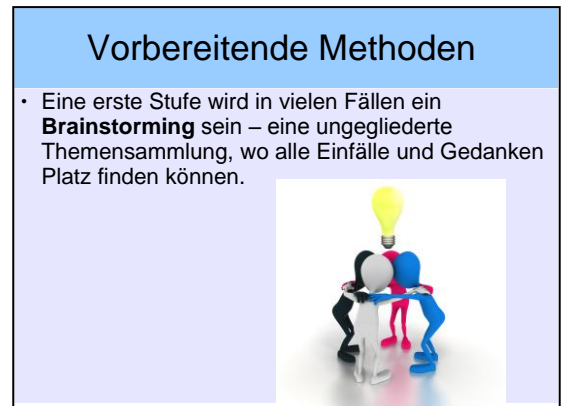 Vorbereitende Methoden
• Eine erste Stufe wird in vielen Fällen ein
Brainstorming sein – eine ungegliederte
Themensammlung, wo alle Einfälle und Gedanken
Platz finden können.